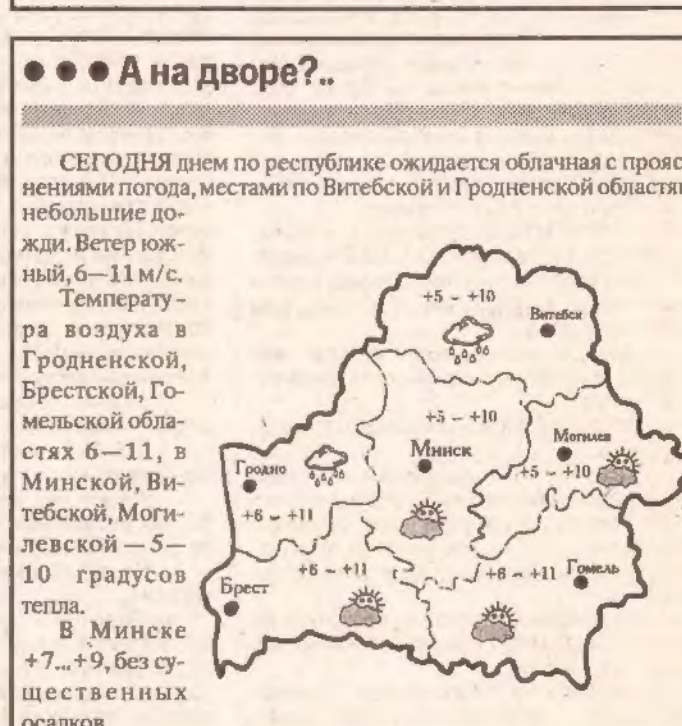 ● ● ● А на дворе?..
СЕГОДНЯ днем по республике ожидается облачная с прояс-
нениями погода, местами по Витебской и Гродненской областям
небольшие до-
жди. Ветер юж-
ный, 6—11 м/с.
Температу-
ра воздуха в
Гродненской,
Брестской, Го-
мельской обла-
стях 6—11, в
Минской, Ви-
тебской, Моги-
левской — 5—
10 градусов
тепла.
В Минске
+7...+9, без су-
щественных
осадков.
+5 ~ +10
Витебск
+5 ~ +10
Минск
Могилев
+5 ~ +10
Гродно
+6 ~ +11
+6 ~ +11
Брест
+6 ~ +11
Гомель